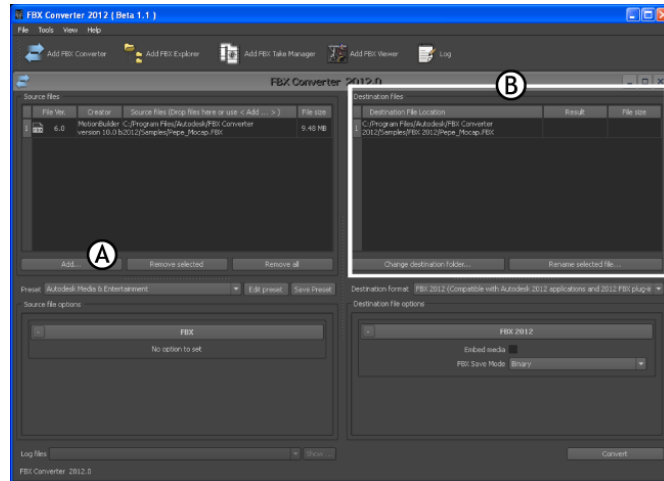 FBX Converter 2012 ( Beta 1.1 )
File Tools View Help
Add FBX Converter Add FBX Explorer Add FBX Take Manager Add FBX Viewer Log
FBX Converter 2012.0
B
Source files
File Ver. Creator Source files (Drop files here or use < Add ... > ) File size
1 6.0 MotionBuilder version 10.0 b C:/Program Files/Autodesk/FBX Converter 2012/Samples/Pepe_Mocap.FBX 9.48 MB
A
Add... Remove selected Remove all
Destination files
Destination File Location Result File size
1 C:/Program Files/Autodesk/FBX Converter
2012/Samples/FBX 2012/Pepe_Mocap.FBX
Change destination folder... Rename selected file...
Preset Autodesk Media & Entertainment Edit preset Save Preset
Destination format FBX 2012 (Compatible with Autodesk 2012 applications and 2012 FBX plug-i
Source file options
- FBX
No option to set
Destination file options
- FBX 2012
Embed media
FBX Save Mode Binary
Log files Show ...
Convert
FBX Converter 2012.0